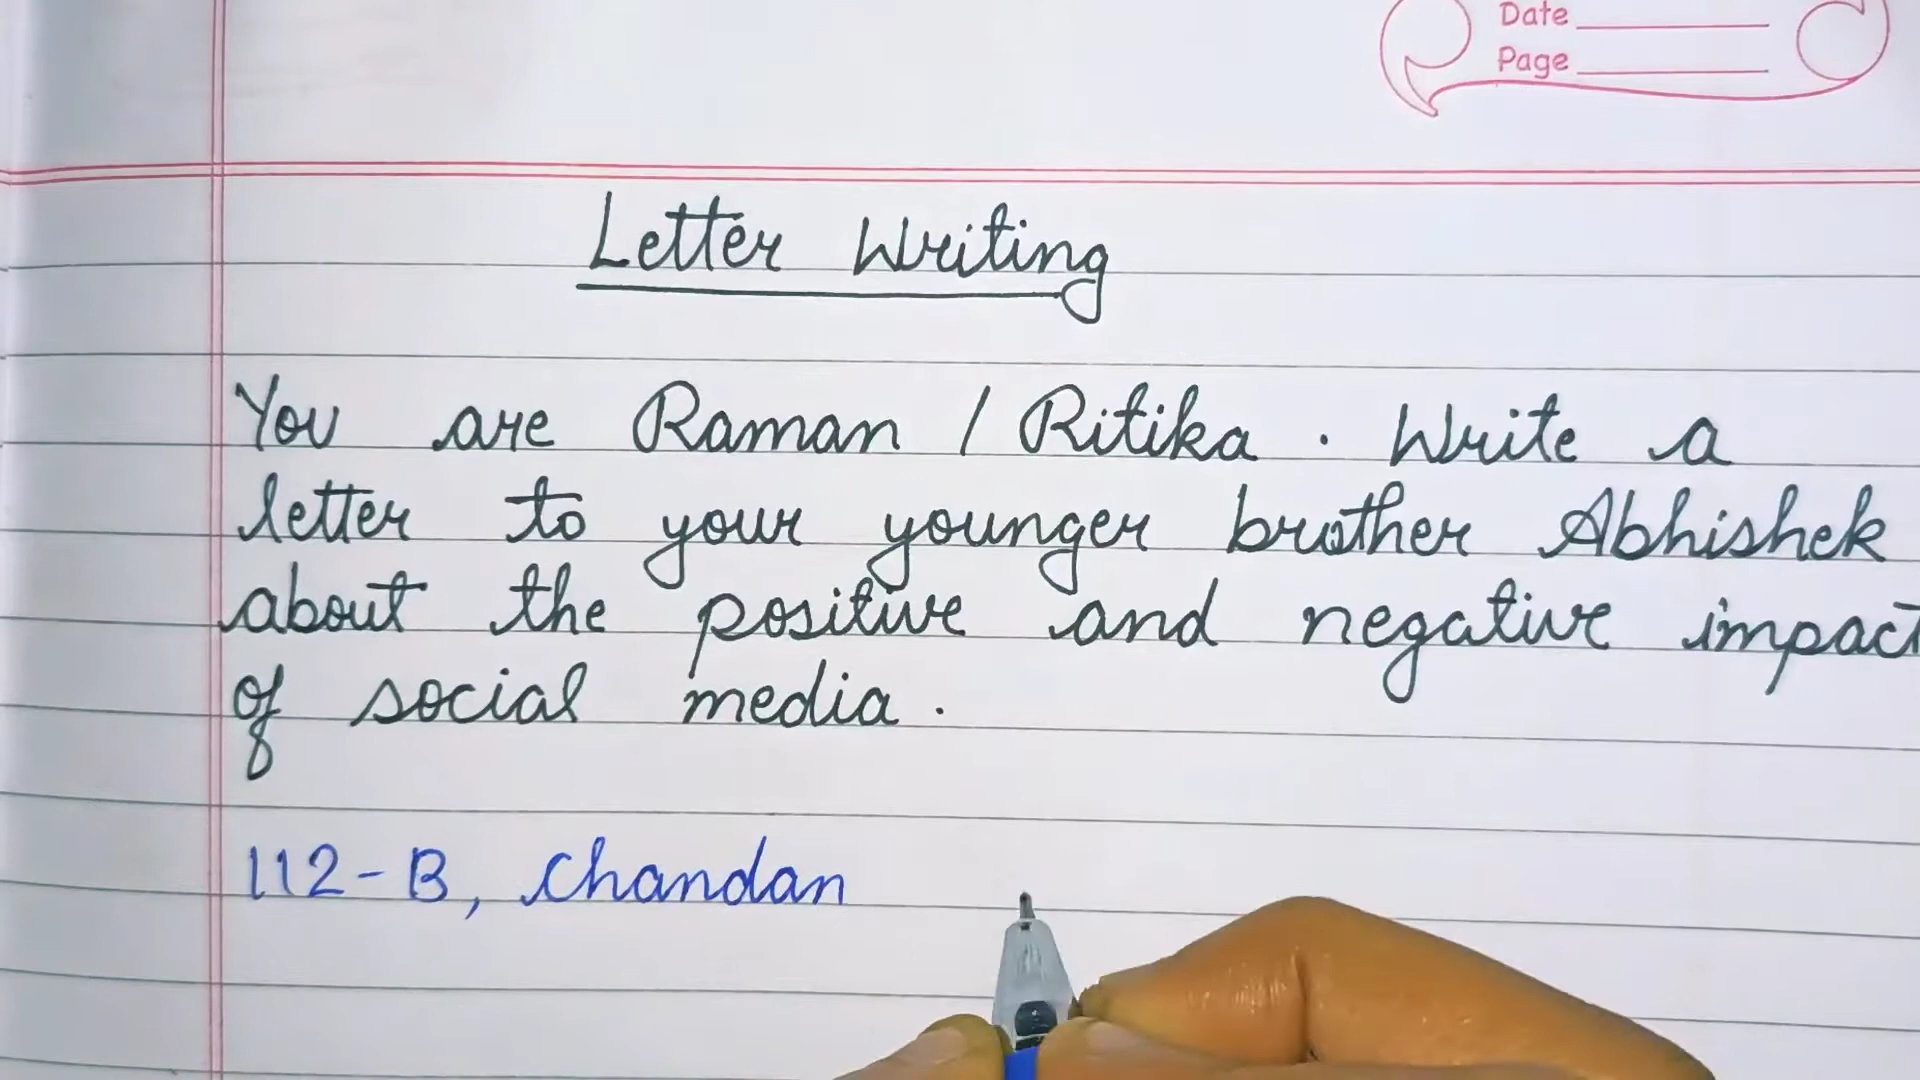 Date
Page
Letter Writing
You are Raman / Ritika. Write a
letter to your younger brother Abhishek
about the positive and negative impact
of social media.
112-B, Chandan